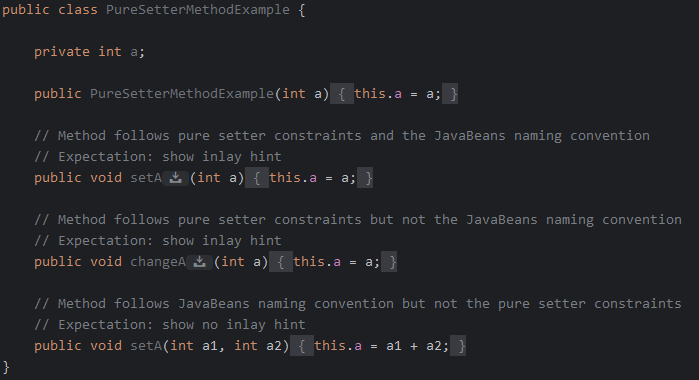 public class PureSetterMethodExample {
private int a;
public PureSetterMethodExample(int a) { this.a = a; }
// Method follows pure setter constraints and the JavaBeans naming convention
// Expectation: show inlay hint
public void setA(int a) { this.a = a; }
// Method follows pure setter constraints but not the JavaBeans naming convention
// Expectation: show inlay hint
public void changeA(int a) { this.a = a; }
// Method follows JavaBeans naming convention but not the pure setter constraints
// Expectation: show no inlay hint
public void setA(int a1, int a2) { this.a = a1 + a2; }
}